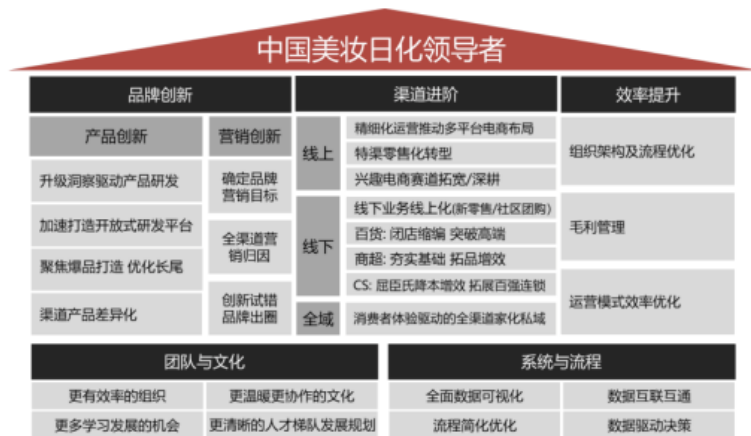 中国美妆日化领导者
品牌创新
渠道进阶
效率提升
产品创新
营销创新
升级洞察驱动产品研发
加速打造开放式研发平台
聚焦爆品打造 优化长尾
渠道产品差异化
确定品牌
营销目标
全渠道营
销归因
创新试错
品牌出圈
线上
精细化运营推动多平台电商布局
特渠零售化转型
兴趣电商赛道拓宽/深耕
线下
线下业务线上化(新零售/社区团购)
百货: 闭店缩编 突破高端
商超: 夯实基础 拓品增效
CS: 屈臣氏降本增效 拓展百强连锁
全域
消费者体验驱动的全渠道家化私域
组织架构及流程优化
毛利管理
运营模式效率优化
团队与文化
更有效率的组织
更温暖更协作的文化
更多学习发展的机会
更清晰的人才梯队发展规划
系统与流程
全面数据可视化
数据互联互通
流程简化优化
数据驱动决策